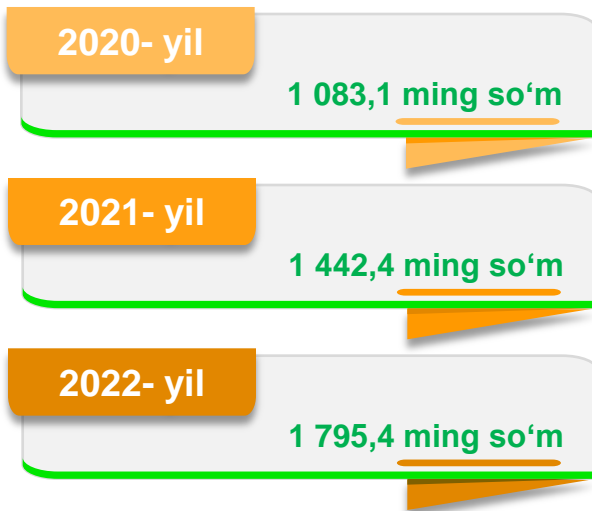 2020- yil
1 083,1 ming so‘m
2021- yil
1 442,4 ming so‘m
2022- yil
1 795,4 ming so‘m